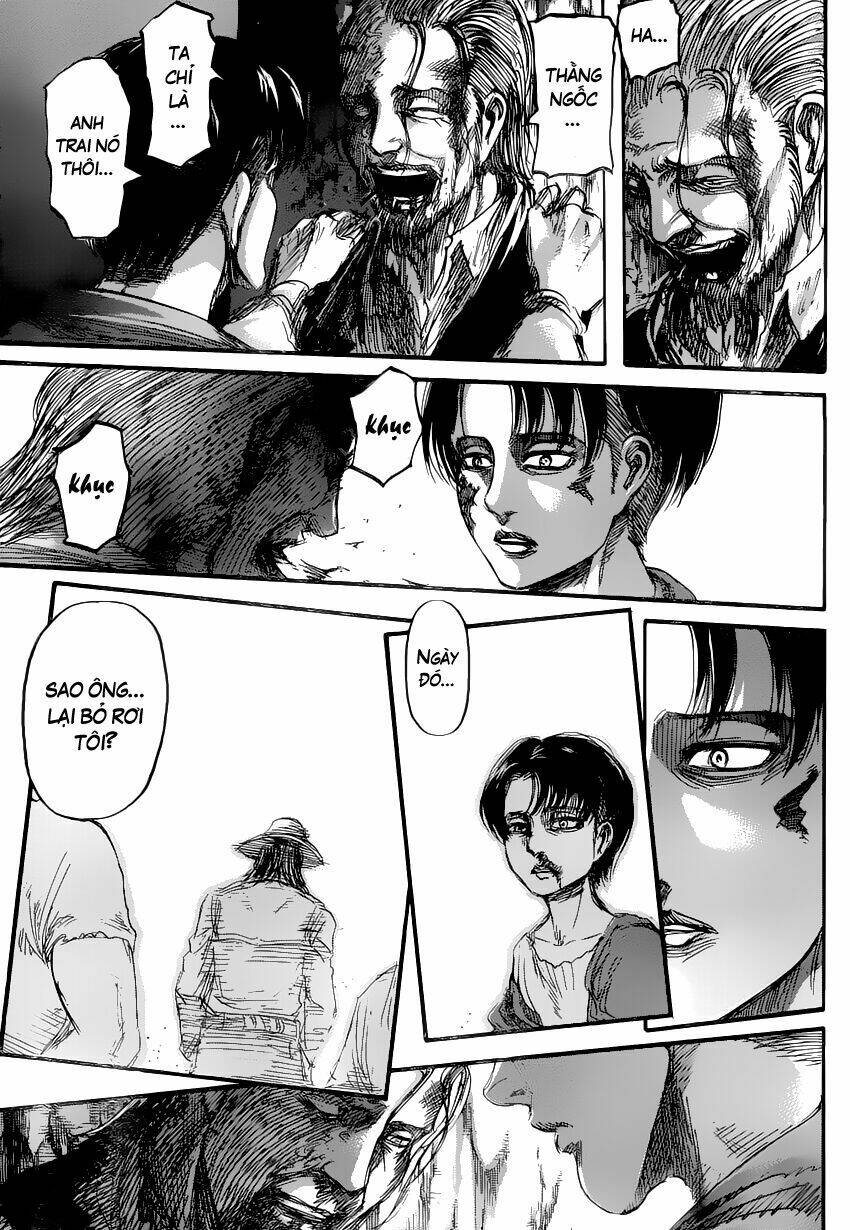 HA...
THẰNG
NGỐC
...
TA
CHỈ
LÀ
...
ANH
TRAI NÓ
THÔI...
khục
khục
NGÀY
ĐÓ...
SAO ÔNG...
LẠI BỎ RƠI
TÔI?